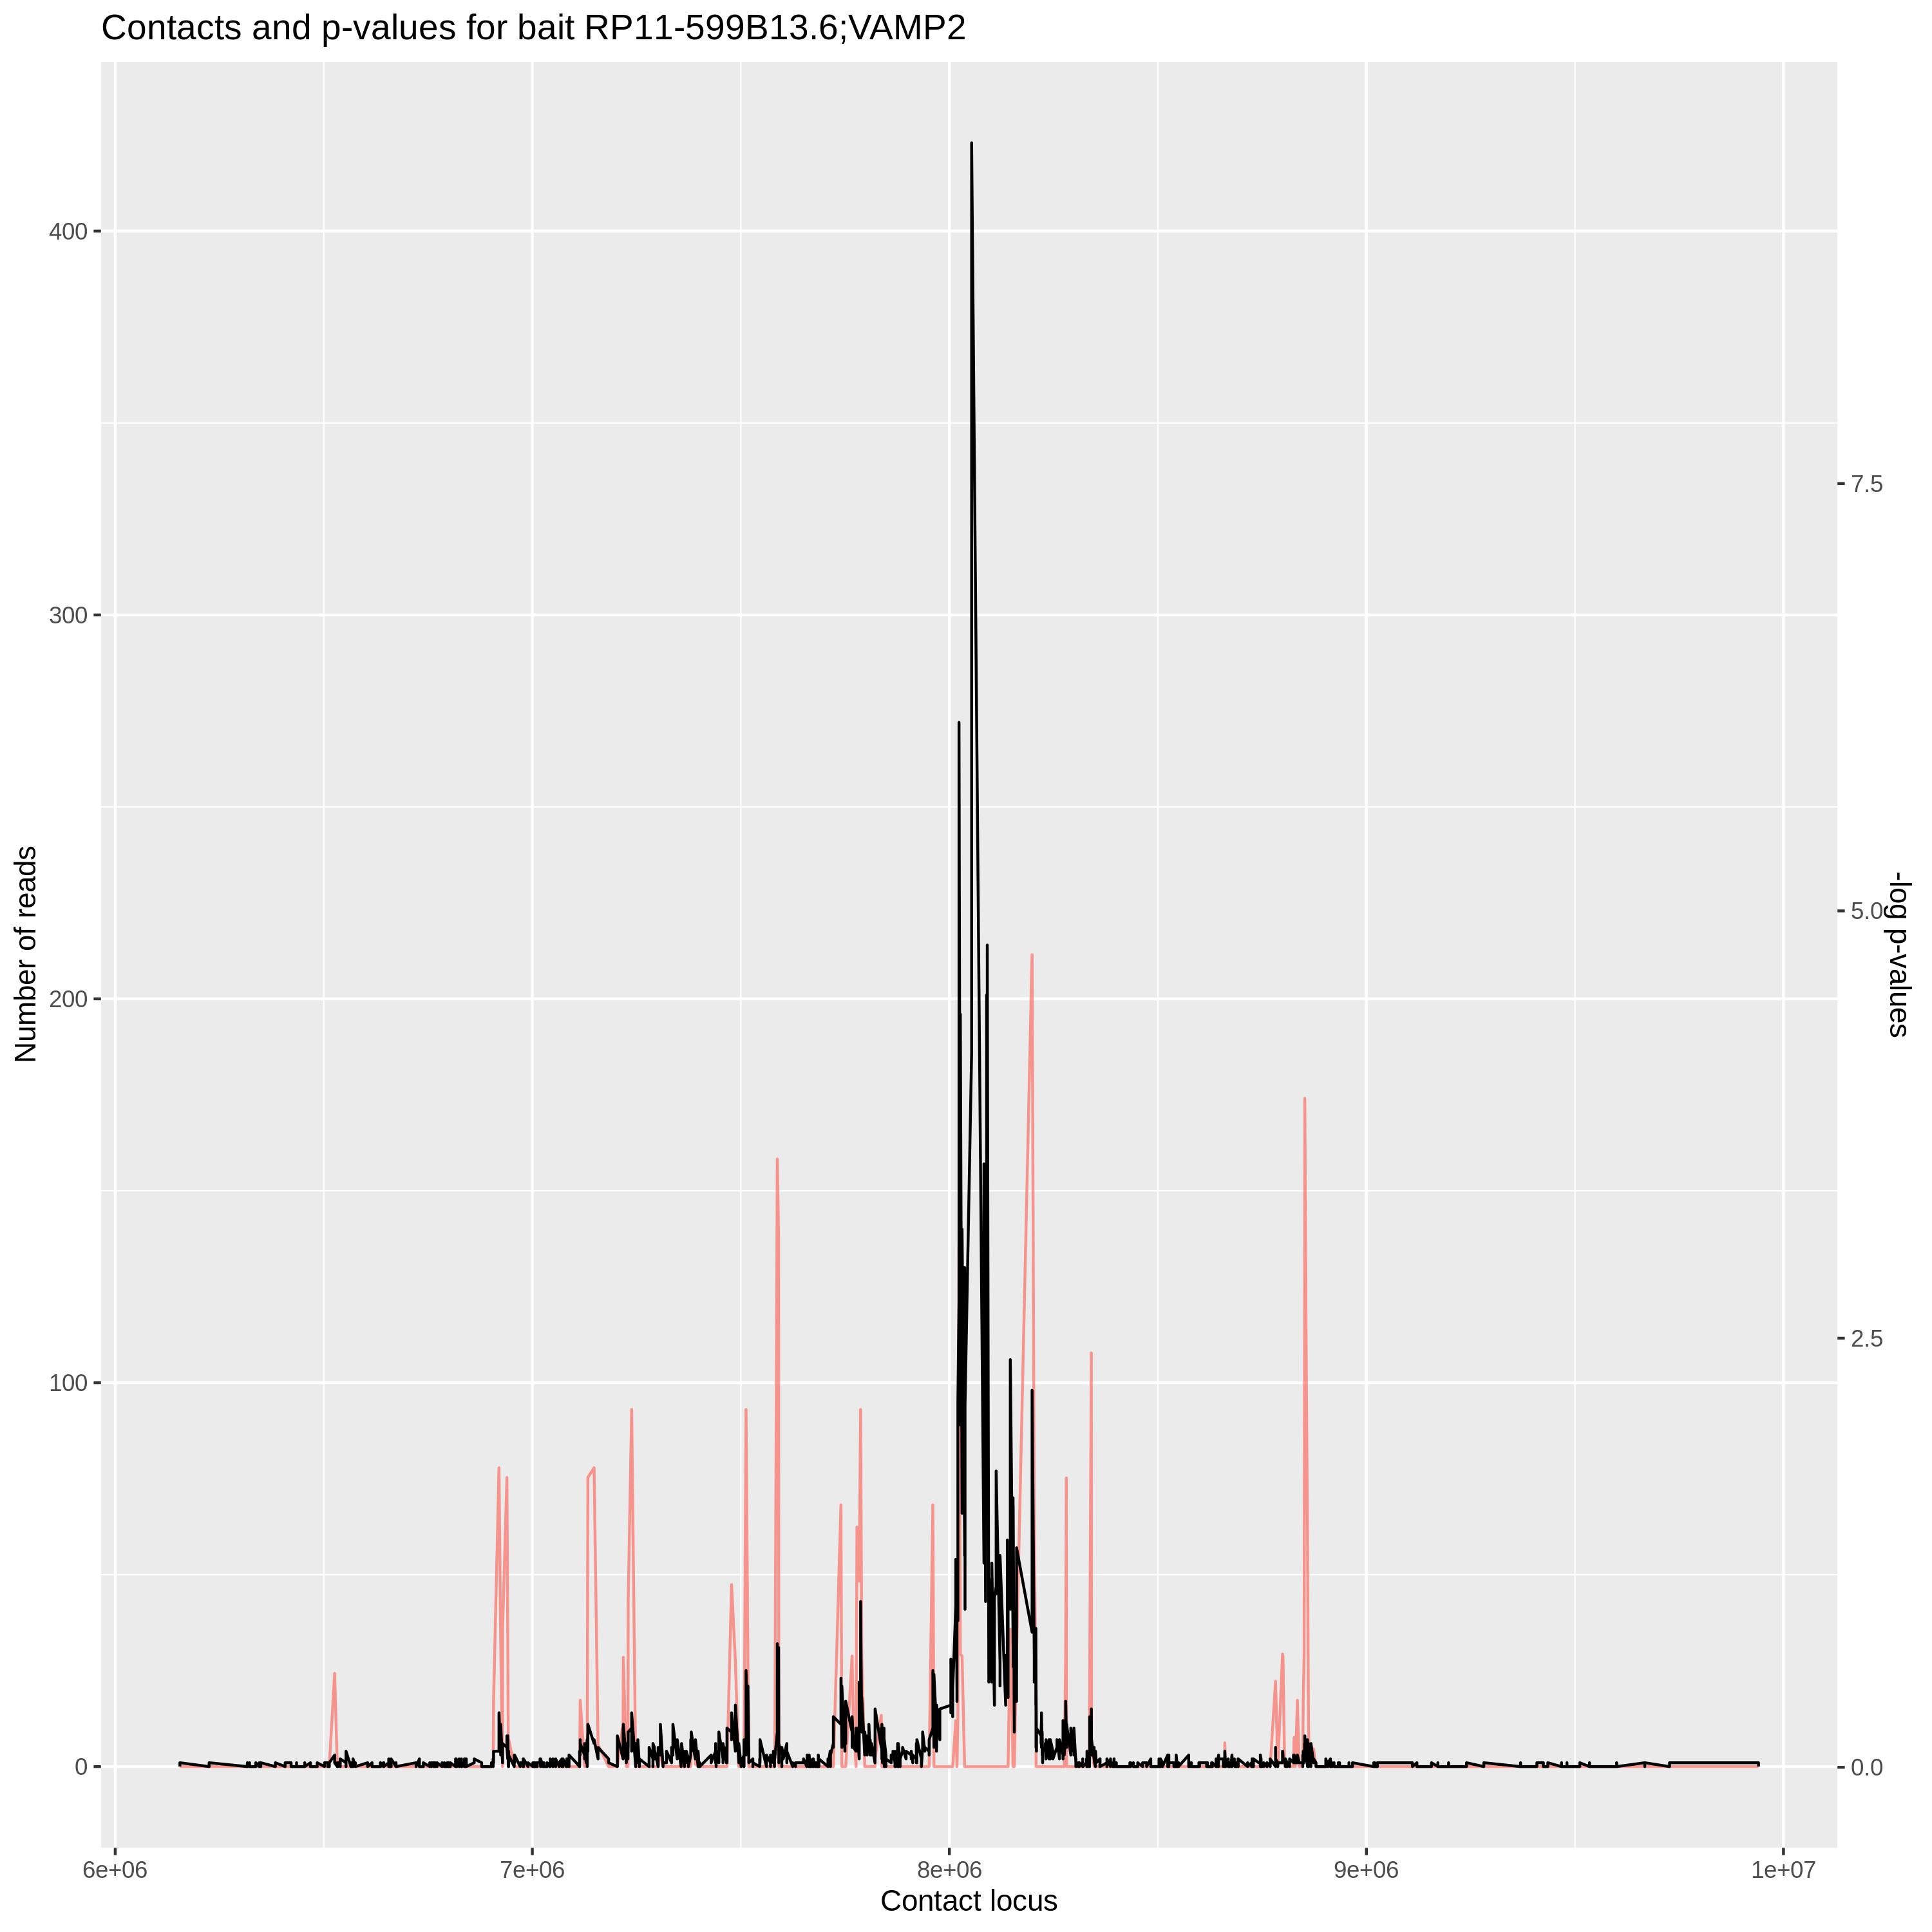 Contacts and p-values for bait RP11-599B13.6;VAMP2
400
300
200
100
0
Number of reads
7.5
5.0
2.5
0.0
-log p-values
6e+06 7e+06 8e+06 9e+06 1e+07
Contact locus